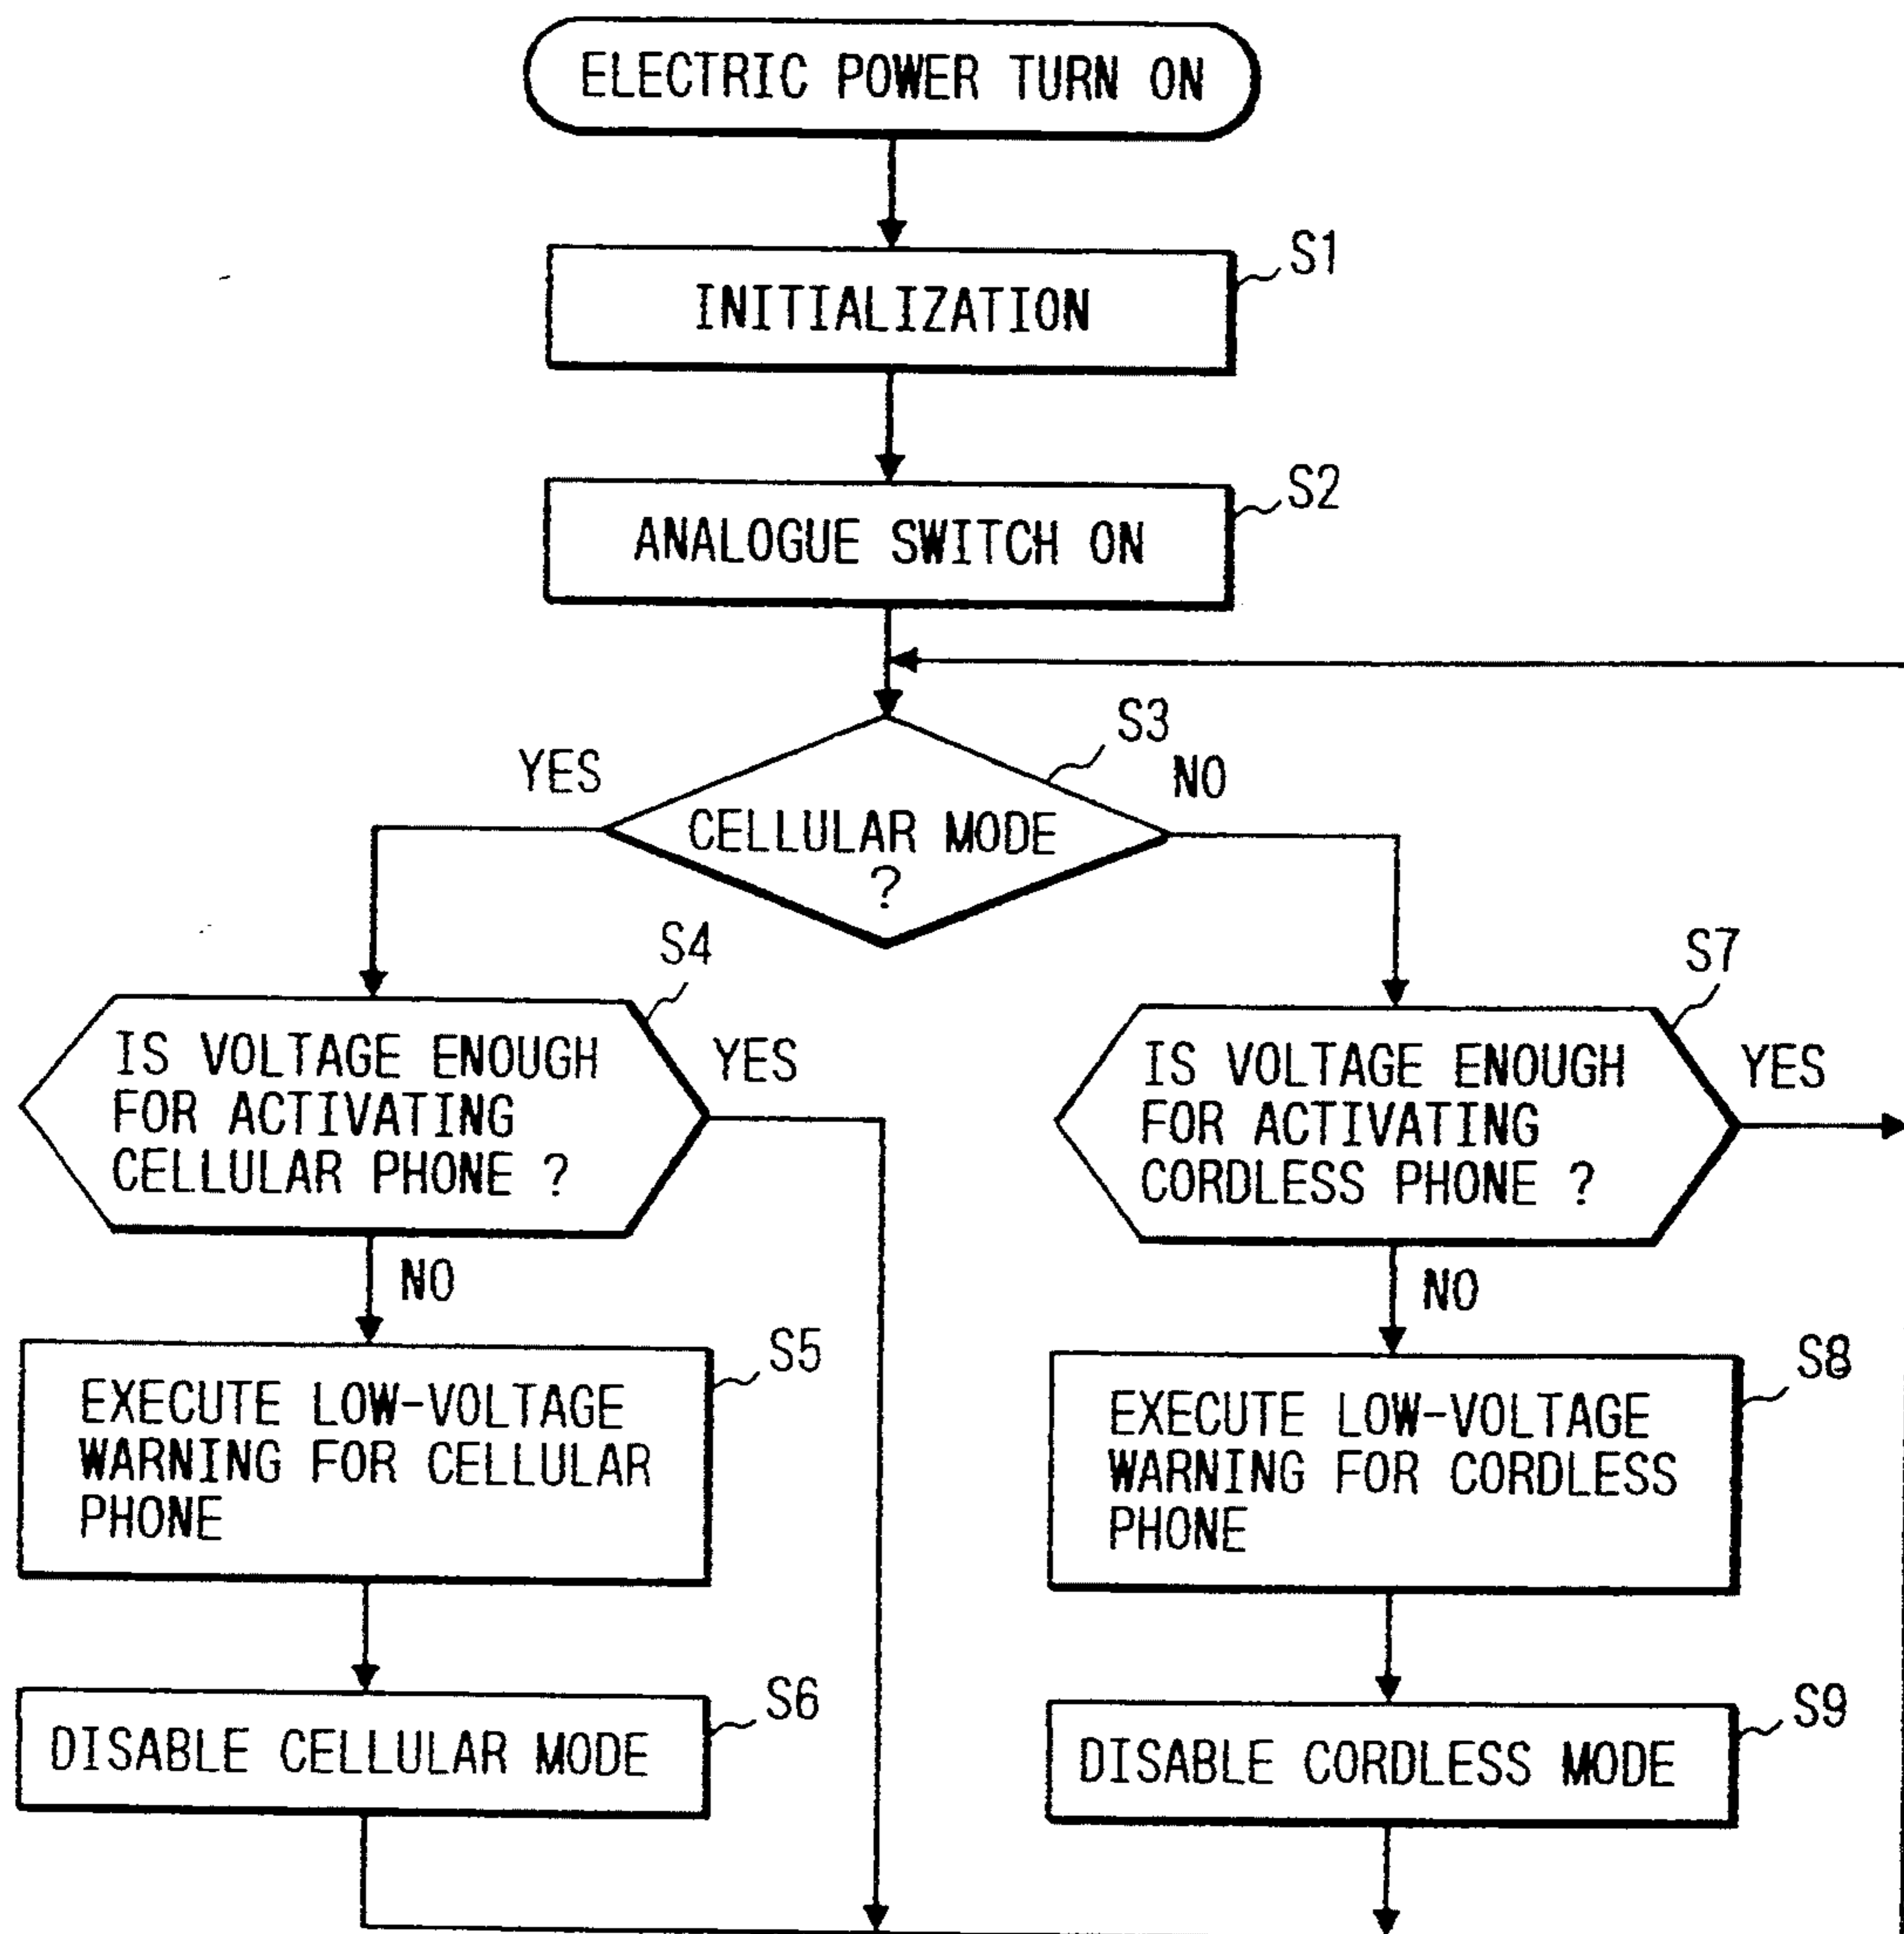 ELECTRIC POWER TURN ON
S1
INITIALIZATION
S2
ANALOGUE SWITCH ON
S3
YES
NO
CELLULAR MODE
?
S4
IS VOLTAGE ENOUGH
FOR ACTIVATING
CELLULAR PHONE ?
YES
NO
S7
IS VOLTAGE ENOUGH
FOR ACTIVATING
CORDLESS PHONE ?
YES
NO
S5
EXECUTE LOW-VOLTAGE
WARNING FOR CELLULAR
PHONE
S8
EXECUTE LOW-VOLTAGE
WARNING FOR CORDLESS
PHONE
S6
DISABLE CELLULAR MODE
S9
DISABLE CORDLESS MODE